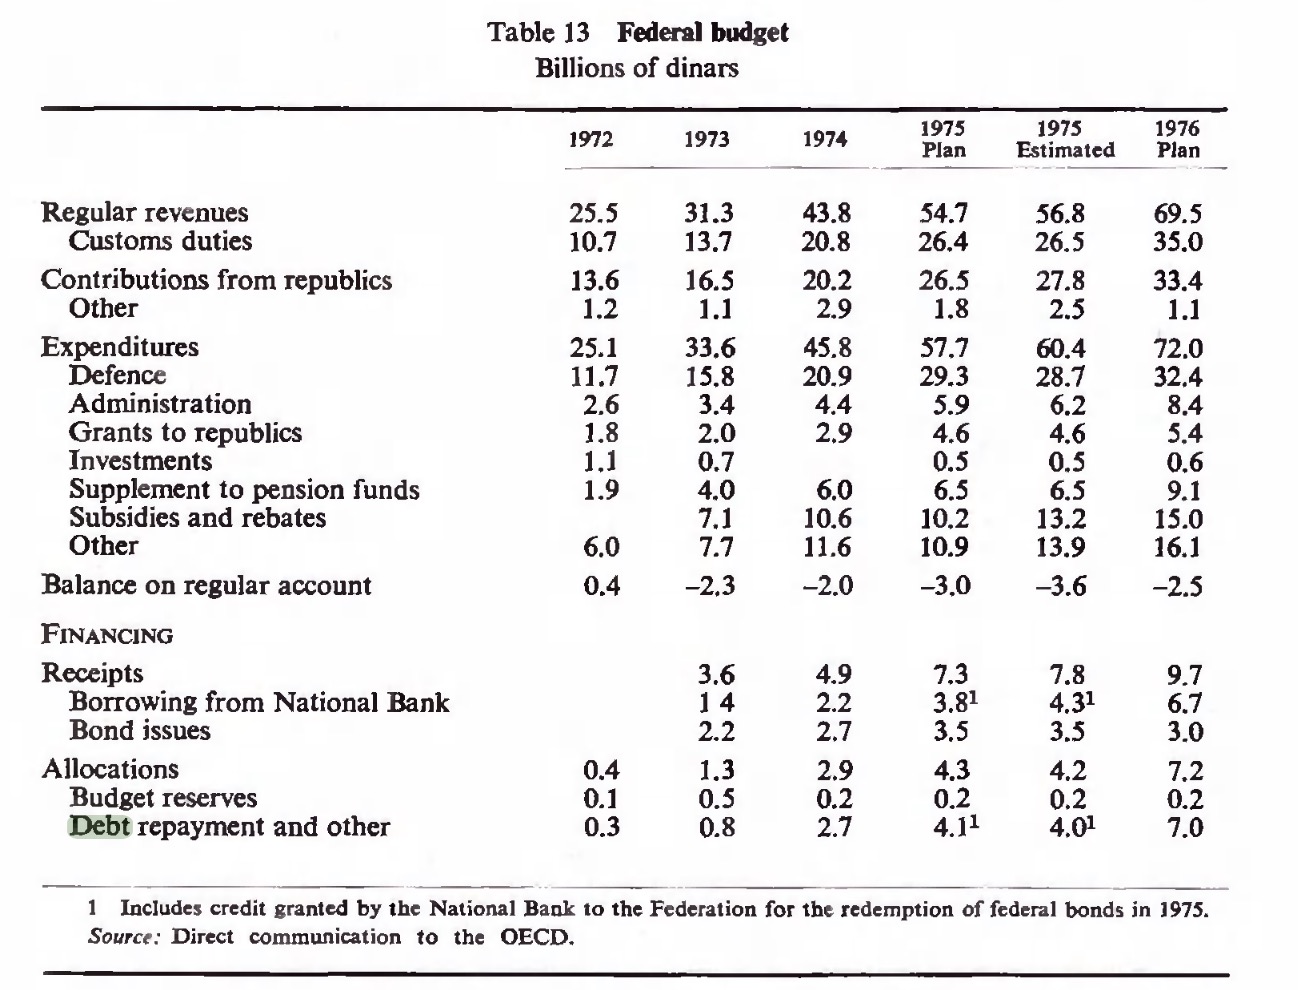 Table 13 Federal budget
Billions of dinars
1972 1973 1974 1975 Plan 1975 Estimated 1976 Plan
Regular revenues 25.5 31.3 43.8 54.7 56.8 69.5
Customs duties 10.7 13.7 20.8 26.4 26.5 35.0
Contributions from republics 13.6 16.5 20.2 26.5 27.8 33.4
Other 1.2 1.1 2.9 1.8 2.5 1.1
Expenditures 25.1 33.6 45.8 57.7 60.4 72.0
Defence 11.7 15.8 20.9 29.3 28.7 32.4
Administration 2.6 3.4 4.4 5.9 6.2 8.4
Grants to republics 1.8 2.0 2.9 4.6 4.6 5.4
Investments 1.1 0.7 0.5 0.5 0.6
Supplement to pension funds 1.9 4.0 6.0 6.5 6.5 9.1
Subsidies and rebates 7.1 10.6 10.2 13.2 15.0
Other 6.0 7.7 11.6 10.9 13.9 16.1
Balance on regular account 0.4 –2.3 –2.0 –3.0 –3.6 –2.5
FINANCING
Receipts 3.6 4.9 7.3 7.8 9.7
Borrowing from National Bank 1 4 2.2 3.8¹ 4.3¹ 6.7
Bond issues 2.2 2.7 3.5 3.5 3.0
Allocations 0.4 1.3 2.9 4.3 4.2 7.2
Budget reserves 0.1 0.5 0.2 0.2 0.2 0.2
Debt repayment and other 0.3 0.8 2.7 4.1¹ 4.0¹ 7.0
1 Includes credit granted by the National Bank to the Federation for the redemption of federal bonds in 1975.
Source: Direct communication to the OECD.